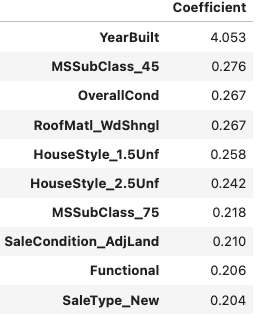 Coefficient
YearBuilt 4.053
MSSubClass_45 0.276
OverallCond 0.267
RoofMatl_WdShngl 0.267
HouseStyle_1.5Unf 0.258
HouseStyle_2.5Unf 0.242
MSSubClass_75 0.218
SaleCondition_AdjLand 0.210
Functional 0.206
SaleType_New 0.204